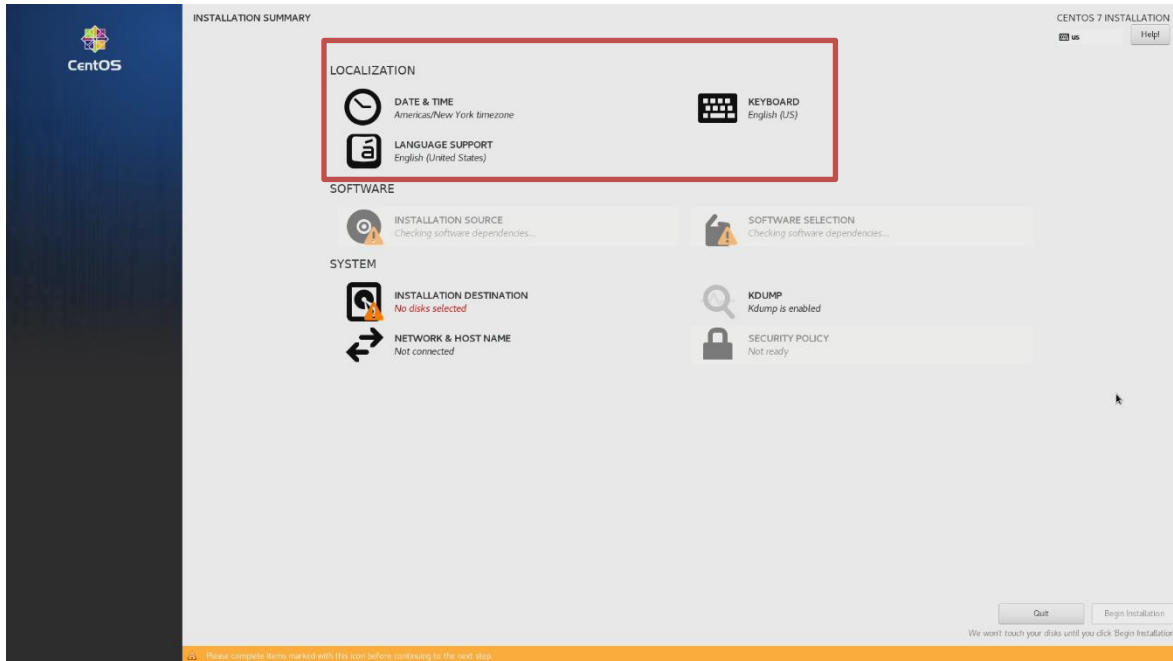 INSTALLATION SUMMARY
CENTOS 7 INSTALLATION
us
Help!
CentOS
LOCALIZATION
DATE & TIME
Americas/New York timezone
KEYBOARD
English (US)
á
LANGUAGE SUPPORT
English (United States)
SOFTWARE
INSTALLATION SOURCE
Checking software dependencies...
SOFTWARE SELECTION
Checking software dependencies...
SYSTEM
INSTALLATION DESTINATION
No disks selected
KDUMP
Kdump is enabled
NETWORK & HOST NAME
Not connected
SECURITY POLICY
Not ready
Quit
Begin Installation
We won't touch your disks until you click Begin Installation
Please complete items marked with this icon before continuing to the next step.